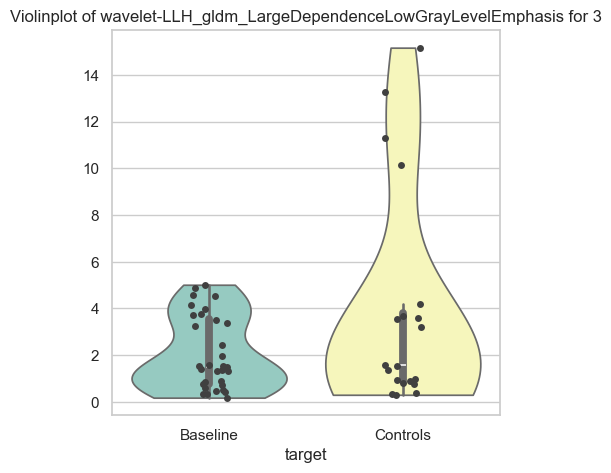 Violinplot of wavelet-LLH_gldm_LargeDependenceLowGrayLevelEmphasis for 3
14
12
10
8
6
4
2
0
Baseline Controls
target